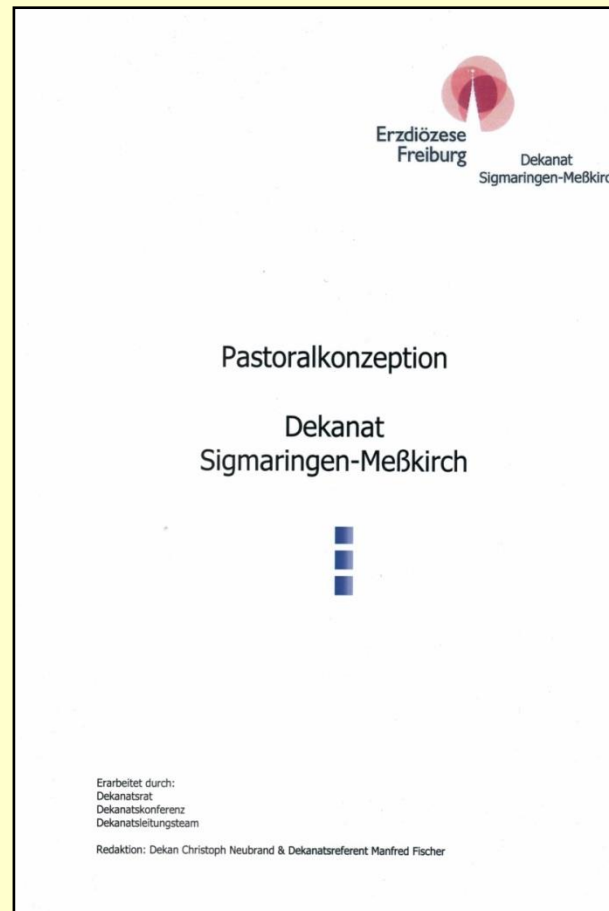 Erzdiözese
Freiburg
Dekanat
Sigmaringen-Meßkirc
Pastoralkonzeption
Dekanat
Sigmaringen-Meßkirch
Erarbeitet durch:
Dekanatsrat
Dekanatskonferenz
Dekanatsleitungsteam
Redaktion: Dekan Christoph Neubrand & Dekanatsreferent Manfred Fischer